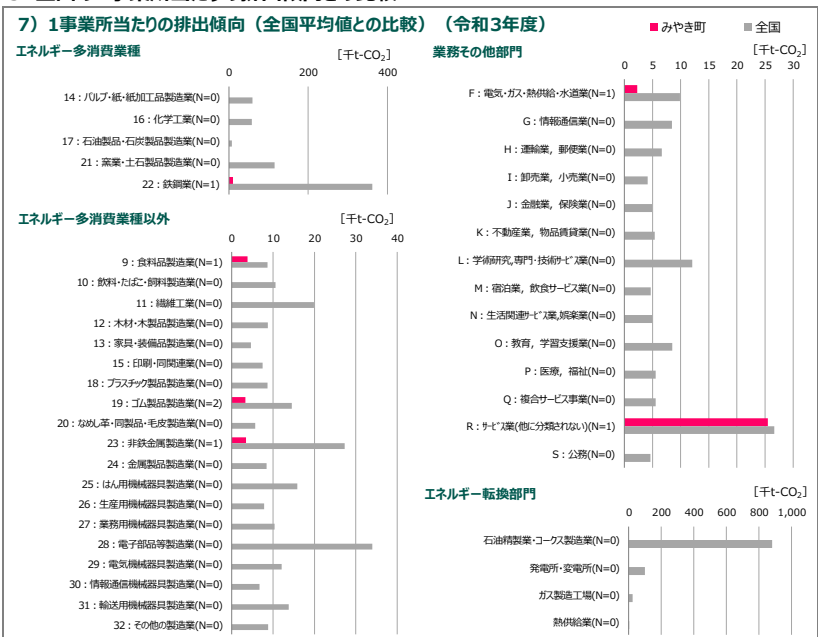 7）1事業所当たりの排出傾向（全国平均値との比較）（令和3年度）
■みやき町 ■全国
エネルギー多消費業種
[千t-CO₂]
0 200 400
14：パルプ・紙・紙加工品製造業(N=0)
16：化学工業(N=0)
17：石油製品・石炭製品製造業(N=0)
21：窯業・土石製品製造業(N=0)
22：鉄鋼業(N=1)
エネルギー多消費業種以外
[千t-CO₂]
0 10 20 30 40
9：食料品製造業(N=1)
10：飲料・たばこ・飼料製造業(N=0)
11：繊維工業(N=0)
12：木材・木製品製造業(N=0)
13：家具・装備品製造業(N=0)
15：印刷・同関連業(N=0)
18：プラスチック製品製造業(N=0)
19：ゴム製品製造業(N=2)
20：なめし革・同製品・毛皮製造業(N=0)
23：非鉄金属製造業(N=1)
24：金属製品製造業(N=0)
25：はん用機械器具製造業(N=0)
26：生産用機械器具製造業(N=0)
27：業務用機械器具製造業(N=0)
28：電子部品等製造業(N=0)
29：電気機械器具製造業(N=0)
30：情報通信機械器具製造業(N=0)
31：輸送用機械器具製造業(N=0)
32：その他の製造業(N=0)
業務その他部門
[千t-CO₂]
0 5 10 15 20 25 30
F：電気・ガス・熱供給・水道業(N=1)
G：情報通信業(N=0)
H：運輸業，郵便業(N=0)
I：卸売業，小売業(N=0)
J：金融業，保険業(N=0)
K：不動産業，物品賃貸業(N=0)
L：学術研究,専門・技術ｻｰﾋﾞｽ業(N=0)
M：宿泊業，飲食サービス業(N=0)
N：生活関連ｻｰﾋﾞｽ業,娯楽業(N=0)
O：教育，学習支援業(N=0)
P：医療，福祉(N=0)
Q：複合サービス事業(N=0)
R：ｻｰﾋﾞｽ業(他に分類されない)(N=1)
S：公務(N=0)
エネルギー転換部門
[千t-CO₂]
0 200 400 600 800 1,000
石油精製業・コークス製造業(N=0)
発電所・変電所(N=0)
ガス製造工場(N=0)
熱供給業(N=0)